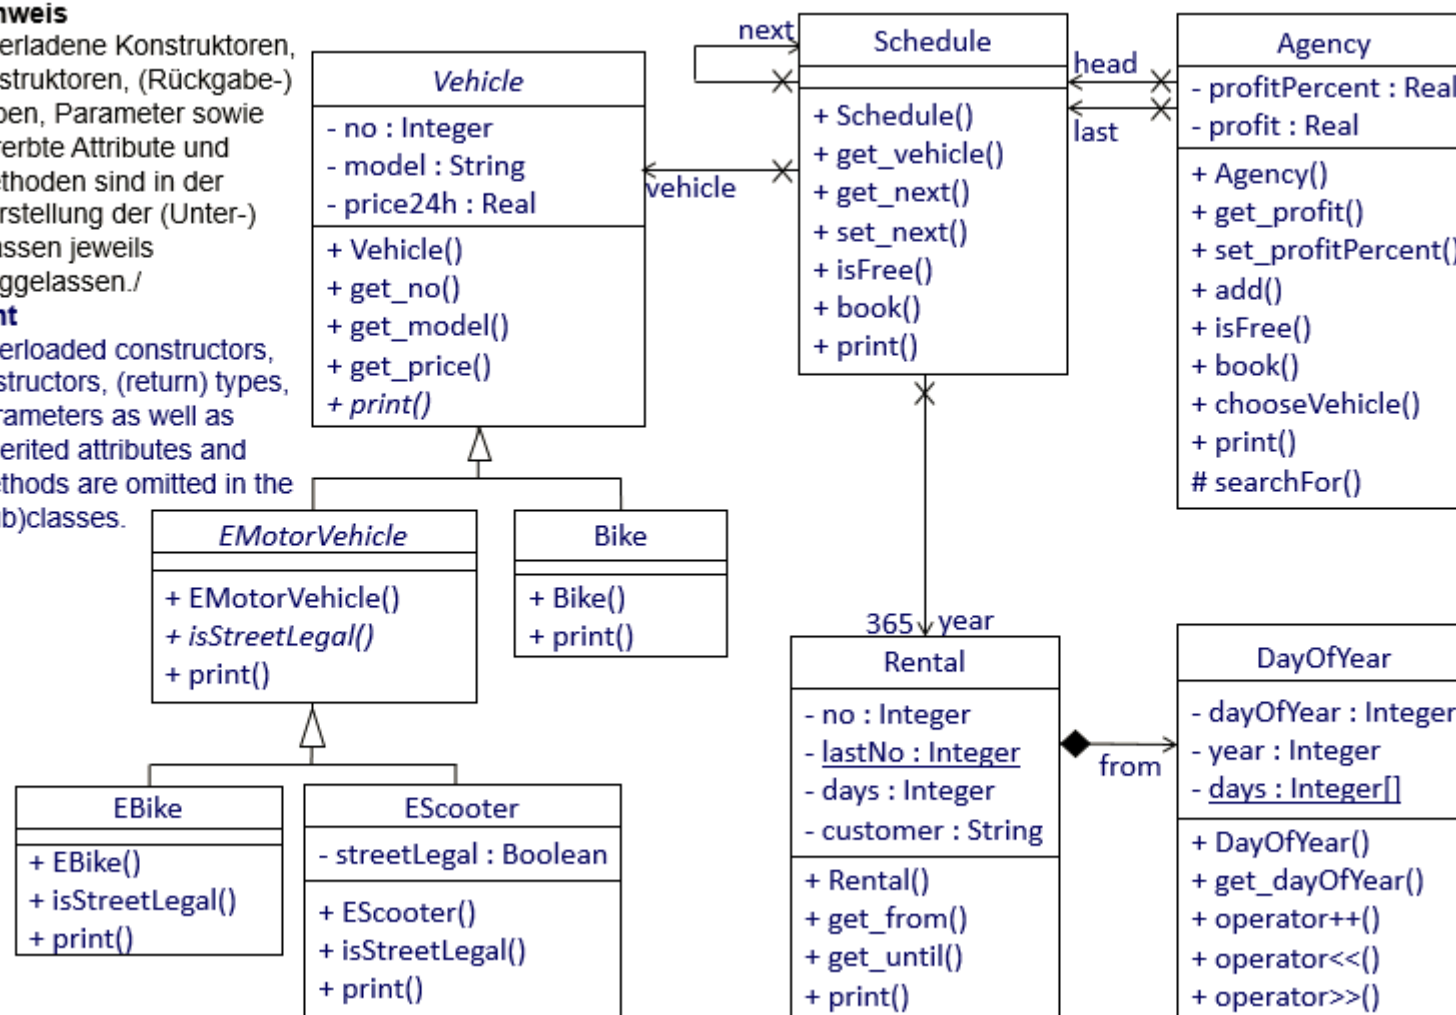 nweis
erladene Konstruktoren,
struktoren, (Rückgabe-)
pen, Parameter sowie
erbte Attribute und
ethoden sind in der
rstellung der (Unter-)
assen jeweils
ggelassen./
nt
erloaded constructors,
structors, (return) types,
rameters as well as
erited attributes and
ethods are omitted in the
ıb)classes.
Vehicle
- no : Integer
- model : String
- price24h : Real
+ Vehicle()
+ get_no()
+ get_model()
+ get_price()
+ print()
next
vehicle
Schedule
+ Schedule()
+ get_vehicle()
+ get_next()
+ set_next()
+ isFree()
+ book()
+ print()
head
last
Agency
- profitPercent : Real
- profit : Real
+ Agency()
+ get_profit()
+ set_profitPercent()
+ add()
+ isFree()
+ book()
+ chooseVehicle()
+ print()
# searchFor()
EMotorVehicle
+ EMotorVehicle()
+ isStreetLegal()
+ print()
Bike
+ Bike()
+ print()
EBike
+ EBike()
+ isStreetLegal()
+ print()
EScooter
- streetLegal : Boolean
+ EScooter()
+ isStreetLegal()
+ print()
365 year
Rental
- no : Integer
- lastNo : Integer
- days : Integer
- customer : String
+ Rental()
+ get_from()
+ get_until()
+ print()
from
DayOfYear
- dayOfYear : Integer
- year : Integer
- days : Integer[]
+ DayOfYear()
+ get_dayOfYear()
+ operator++()
+ operator<<()
+ operator>>()